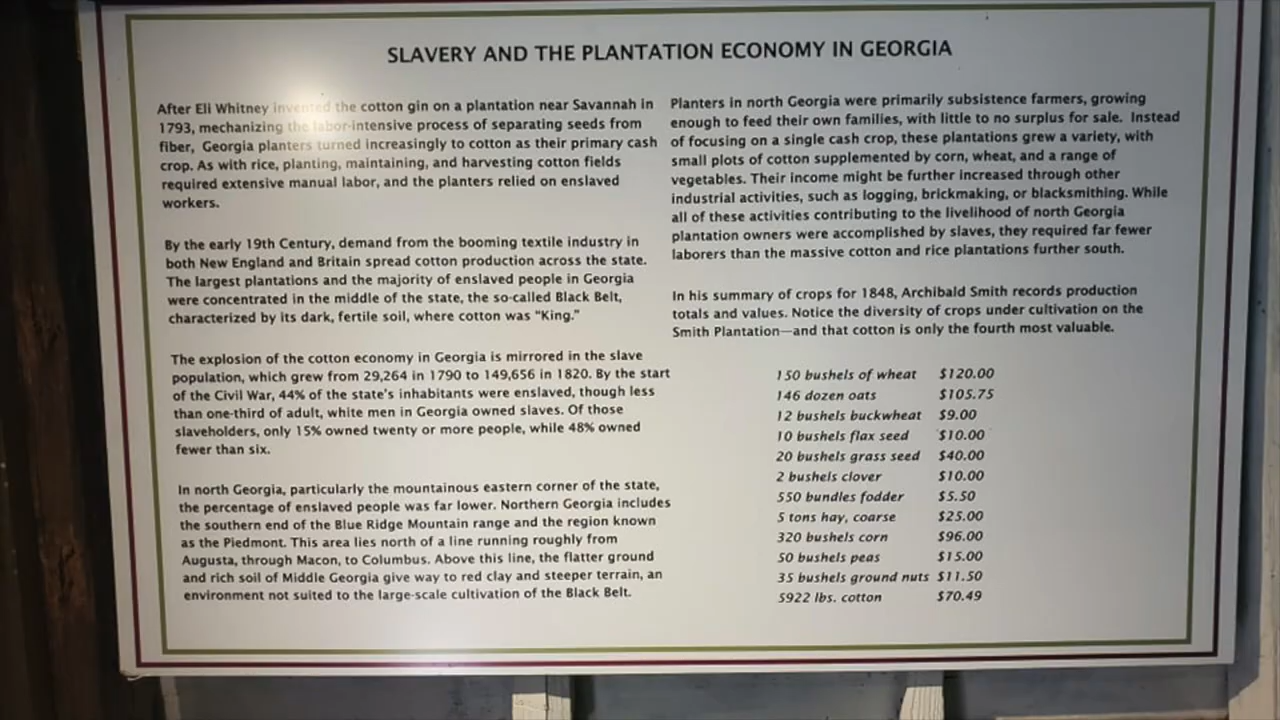 SLAVERY AND THE PLANTATION ECONOMY IN GEORGIA
After Eli Whitney invented the cotton gin on a plantation near Savannah in
1793, mechanizing the labor-intensive process of separating seeds from
fiber, Georgia planters turned increasingly to cotton as their primary cash
crop. As with rice, planting, maintaining, and harvesting cotton fields
required extensive manual labor, and the planters relied on enslaved
workers.
By the early 19th Century, demand from the booming textile industry in
both New England and Britain spread cotton production across the state.
The largest plantations and the majority of enslaved people in Georgia
were concentrated in the middle of the state, the so-called Black Belt,
characterized by its dark, fertile soil, where cotton was "King."
The explosion of the cotton economy in Georgia is mirrored in the slave
population, which grew from 29,264 in 1790 to 149,656 in 1820. By the start
of the Civil War, 44% of the state's inhabitants were enslaved, though less
than one-third of adult, white men in Georgia owned slaves. Of those
slaveholders, only 15% owned twenty or more people, while 48% owned
fewer than six.
In north Georgia, particularly the mountainous eastern corner of the state,
the percentage of enslaved people was far lower. Northern Georgia includes
the southern end of the Blue Ridge Mountain range and the region known
as the Piedmont. This area lies north of a line running roughly from
Augusta, through Macon, to Columbus. Above this line, the flatter ground
and rich soil of Middle Georgia give way to red clay and steeper terrain, an
environment not suited to the large-scale cultivation of the Black Belt.
Planters in north Georgia were primarily subsistence farmers, growing
enough to feed their own families, with little to no surplus for sale. Instead
of focusing on a single cash crop, these plantations grew a variety, with
small plots of cotton supplemented by corn, wheat, and a range of
vegetables. Their income might be further increased through other
industrial activities, such as logging, brickmaking, or blacksmithing. While
all of these activities contributing to the livelihood of north Georgia
plantation owners were accomplished by slaves, they required far fewer
laborers than the massive cotton and rice plantations further south.
In his summary of crops for 1848, Archibald Smith records production
totals and values. Notice the diversity of crops under cultivation on the
Smith Plantation—and that cotton is only the fourth most valuable.
150 bushels of wheat $120.00
146 dozen oats $105.75
12 bushels buckwheat $9.00
10 bushels flax seed $10.00
20 bushels grass seed $40.00
2 bushels clover $10.00
550 bundles fodder $5.50
5 tons hay, coarse $25.00
320 bushels corn $96.00
50 bushels peas $15.00
35 bushels ground nuts $11.50
5922 lbs. cotton $70.49